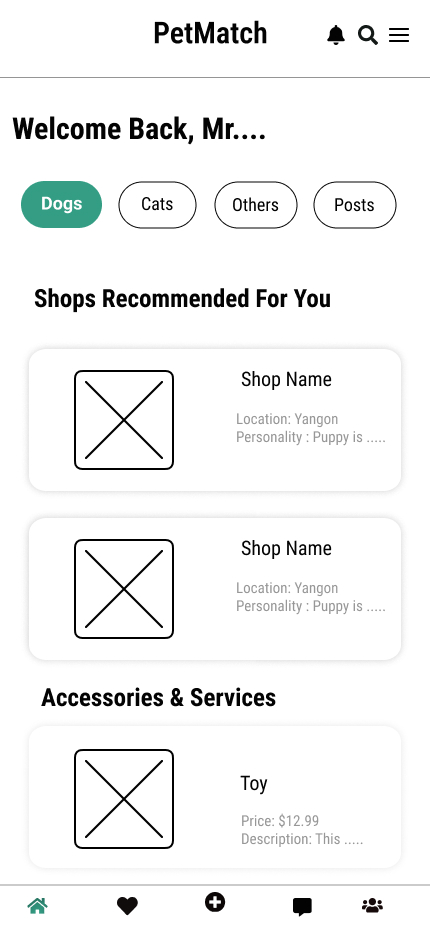 PetMatch
Welcome Back, Mr....
Dogs
Cats
Others
Posts
Shops Recommended For You
Shop Name
Location: Yangon
Personality : Puppy is .....
Shop Name
Location: Yangon
Personality : Puppy is .....
Accessories & Services
Toy
Price: $12.99
Description: This .....